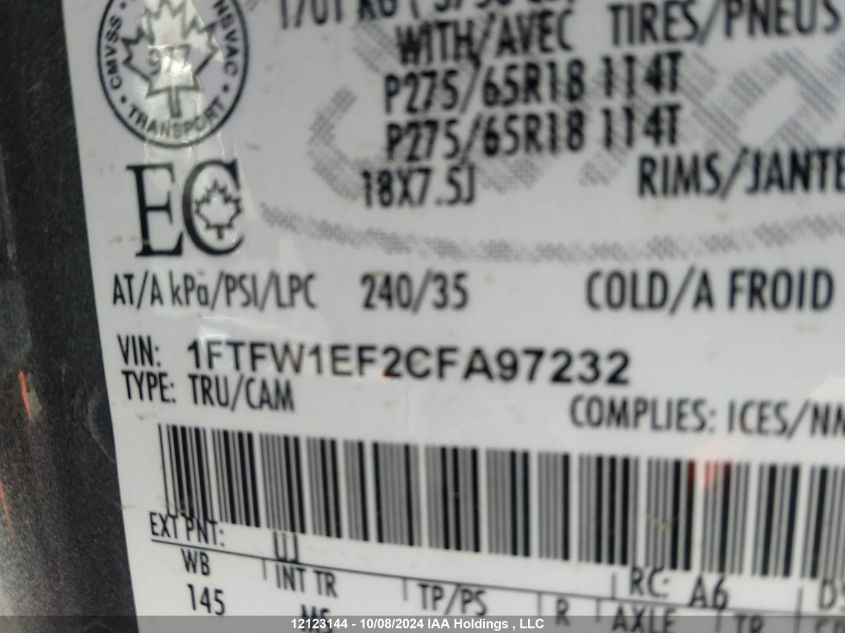 CMVSS HSVAC
TRANSPORT
WITH/AVEC TIRES/PNEUS
P275/65R18 114T
P275/65R18 114T
18X7.5J RIMS/JANTE
EC
AT/A kPa/PSI/LPC 240/35 COLD/A FROID
VIN: 1FTFW1EF2CFA97232
TYPE: TRU/CAM
COMPLIES: ICES/NM
EXT PNT: UJ
RC: A6
WB INT TR TP/PS R AXLE TR
145 MS
12123144 - 10/08/2024 IAA Holdings , LLC